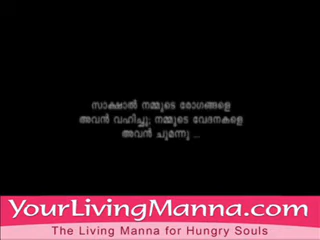 സാക്ഷാൽ നമ്മുടെ രോഗങ്ങളെ
അവൻ വഹിച്ചു; നമ്മുടെ വേദനകളെ
അവൻ ചുമന്നു ...
YourLivingManna.com
The Living Manna for Hungry Souls